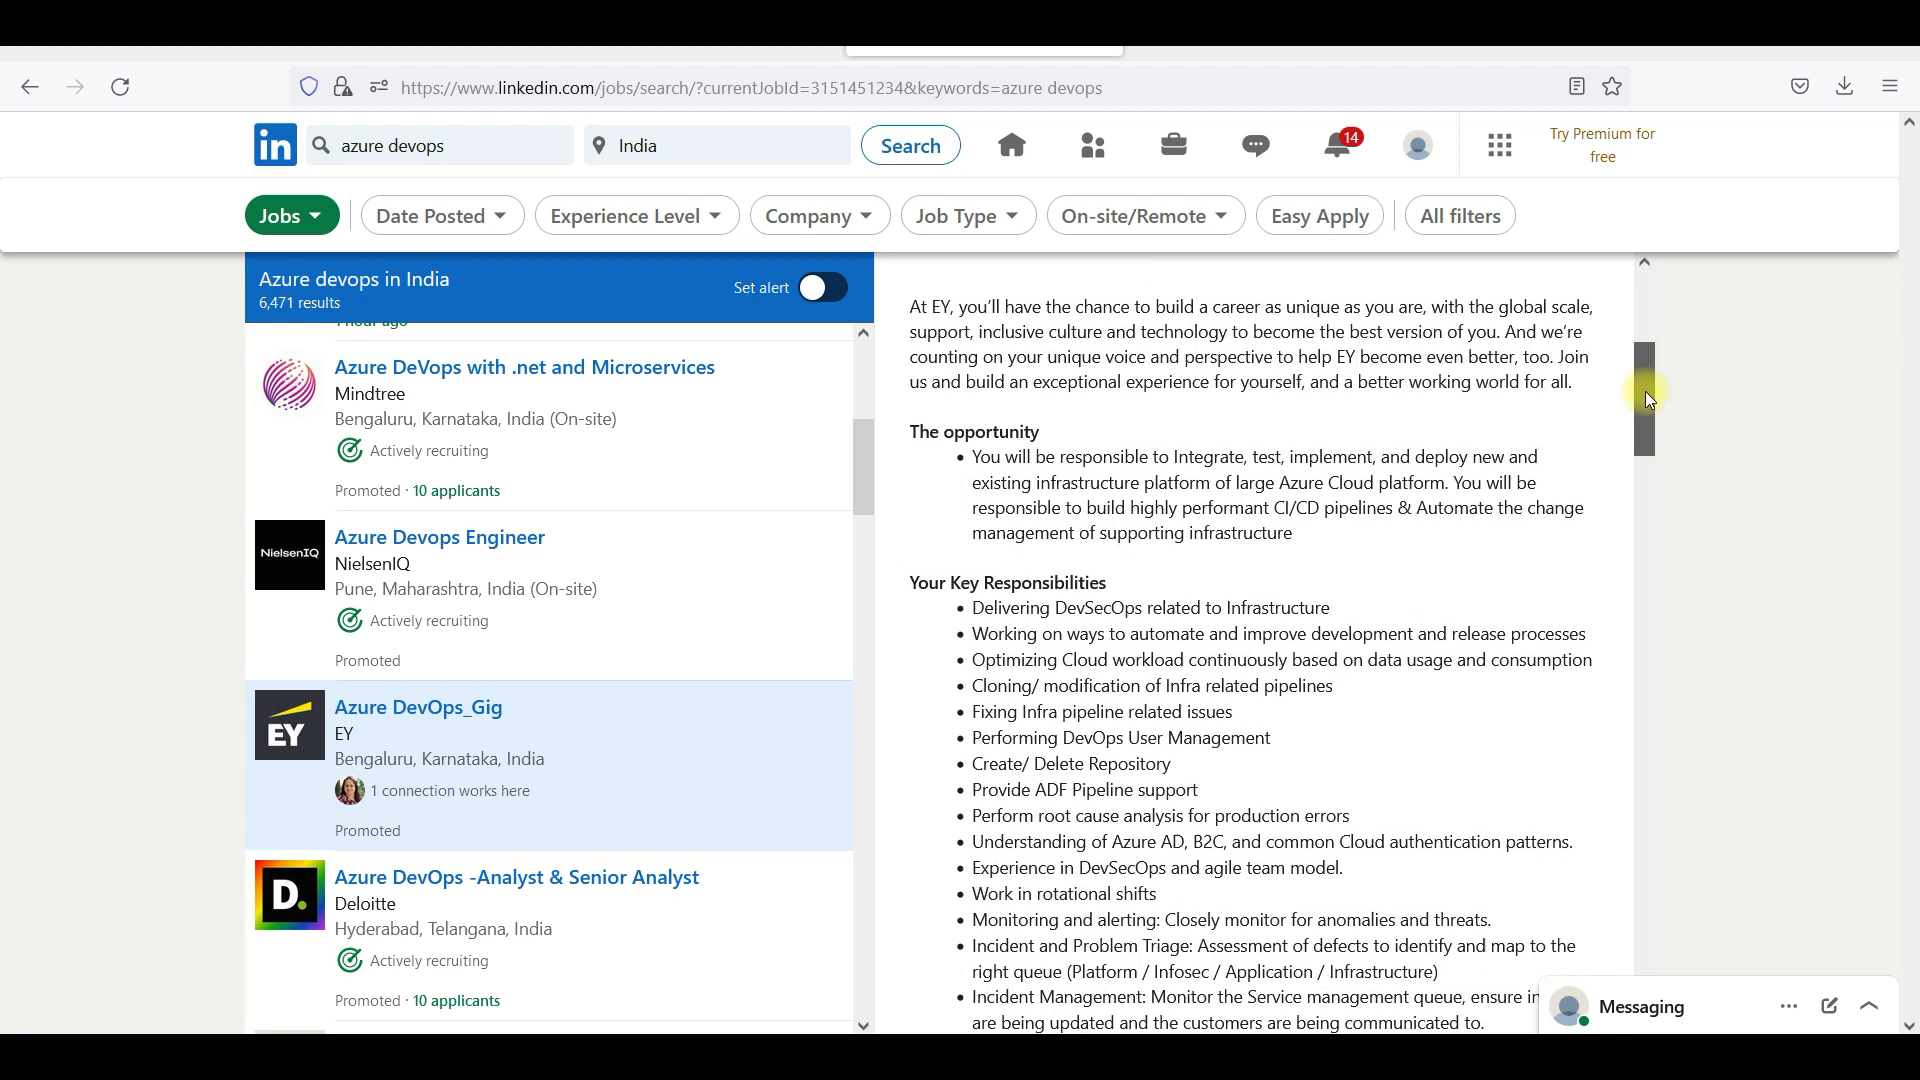 https://www.linkedin.com/jobs/search/?currentJobId=3151451234&keywords=azure devops
in
azure devops
India
Search
14
Try Premium for
free
Jobs
Date Posted
Experience Level
Company
Job Type
On-site/Remote
Easy Apply
All filters
Azure devops in India
6,471 results
Set alert
1 hour ago
Azure DeVops with .net and Microservices
Mindtree
Bengaluru, Karnataka, India (On-site)
Actively recruiting
Promoted · 10 applicants
NielsenIQ
Azure Devops Engineer
NielsenIQ
Pune, Maharashtra, India (On-site)
Actively recruiting
Promoted
EY
Azure DevOps_Gig
EY
Bengaluru, Karnataka, India
1 connection works here
Promoted
D.
Azure DevOps -Analyst & Senior Analyst
Deloitte
Hyderabad, Telangana, India
Actively recruiting
Promoted · 10 applicants
At EY, you'll have the chance to build a career as unique as you are, with the global scale,
support, inclusive culture and technology to become the best version of you. And we're
counting on your unique voice and perspective to help EY become even better, too. Join
us and build an exceptional experience for yourself, and a better working world for all.
The opportunity
• You will be responsible to Integrate, test, implement, and deploy new and
existing infrastructure platform of large Azure Cloud platform. You will be
responsible to build highly performant CI/CD pipelines & Automate the change
management of supporting infrastructure
Your Key Responsibilities
• Delivering DevSecOps related to Infrastructure
• Working on ways to automate and improve development and release processes
• Optimizing Cloud workload continuously based on data usage and consumption
• Cloning/ modification of Infra related pipelines
• Fixing Infra pipeline related issues
• Performing DevOps User Management
• Create/ Delete Repository
• Provide ADF Pipeline support
• Perform root cause analysis for production errors
• Understanding of Azure AD, B2C, and common Cloud authentication patterns.
• Experience in DevSecOps and agile team model.
• Work in rotational shifts
• Monitoring and alerting: Closely monitor for anomalies and threats.
• Incident and Problem Triage: Assessment of defects to identify and map to the
right queue (Platform / Infosec / Application / Infrastructure)
• Incident Management: Monitor the Service management queue, ensure
are being updated and the customers are being communicated to.
Messaging